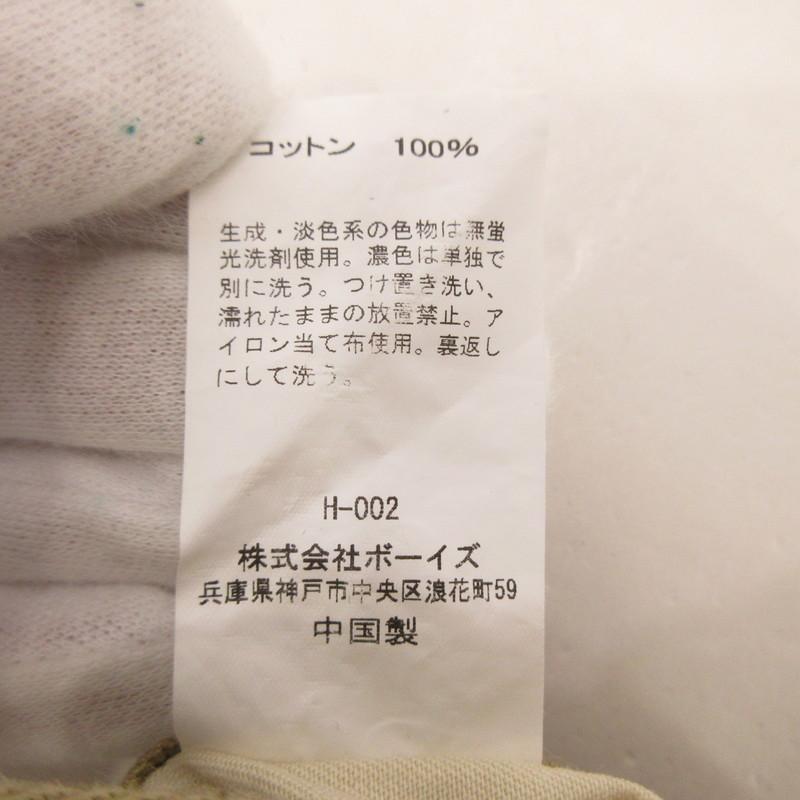 コットン 100%
生成・淡色系の色物は無蛍
光洗剤使用。濃色は単独で
別に洗う。つけ置き洗い、
濡れたままの放置禁止。ア
イロン当て布使用。裏返し
にして洗う。
H-002
株式会社ボーイズ
兵庫県神戸市中央区浪花町59
中国製